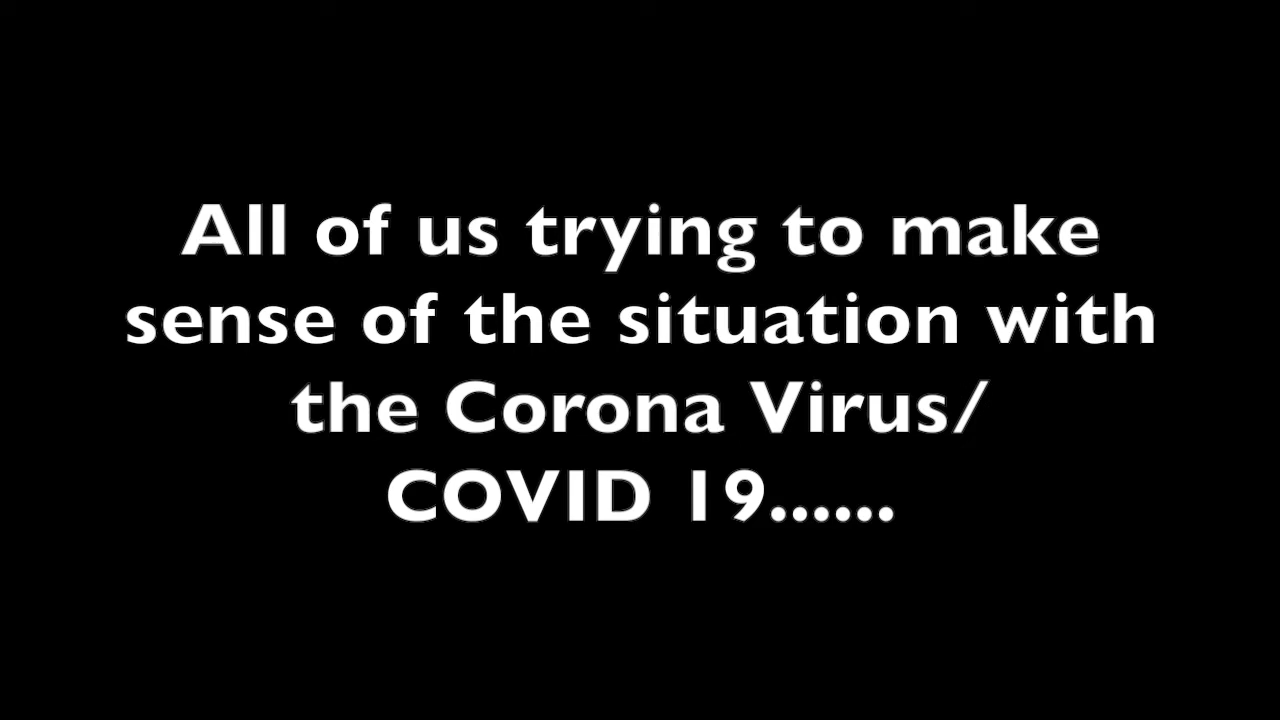 All of us trying to make
sense of the situation with
the Corona Virus/
COVID 19......